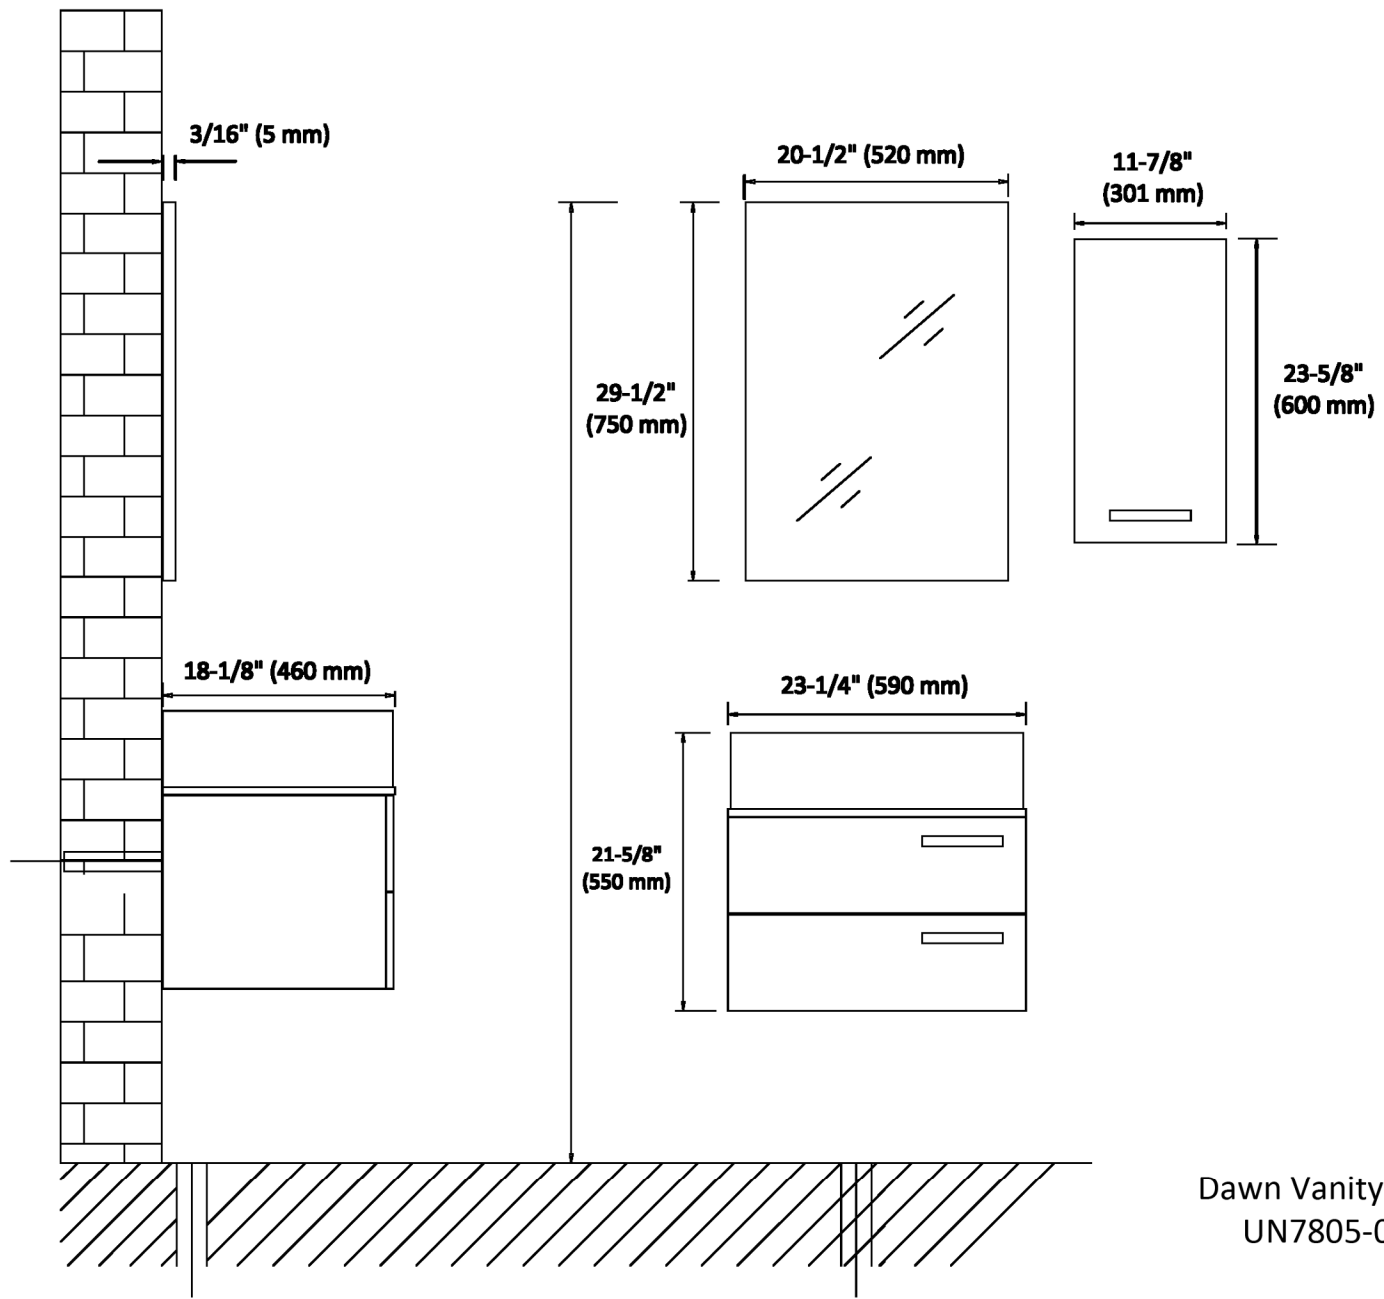 3/16" (5 mm)
20-1/2" (520 mm)
11-7/8"
(301 mm)
29-1/2"
(750 mm)
23-5/8"
(600 mm)
18-1/8" (460 mm)
23-1/4" (590 mm)
21-5/8"
(550 mm)
Dawn Vanity
UN7805-0